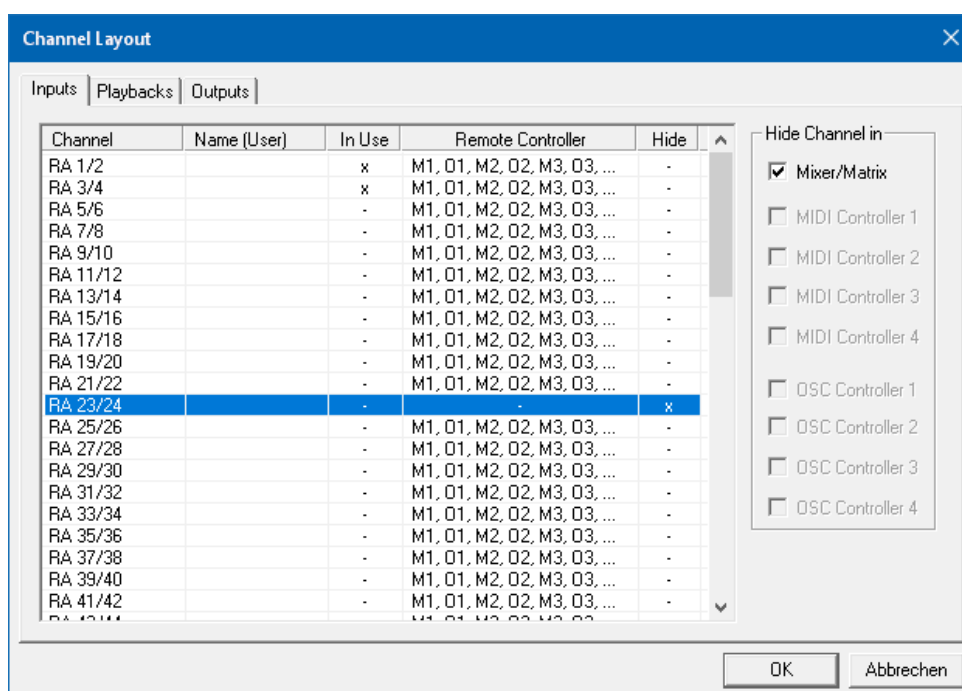 Channel Layout
Inputs Playbacks Outputs
Channel Name (User) In Use Remote Controller Hide
RA 1/2 x M1, O1, M2, O2, M3, O3, ... -
RA 3/4 x M1, O1, M2, O2, M3, O3, ... -
RA 5/6 - M1, O1, M2, O2, M3, O3, ... -
RA 7/8 - M1, O1, M2, O2, M3, O3, ... -
RA 9/10 - M1, O1, M2, O2, M3, O3, ... -
RA 11/12 - M1, O1, M2, O2, M3, O3, ... -
RA 13/14 - M1, O1, M2, O2, M3, O3, ... -
RA 15/16 - M1, O1, M2, O2, M3, O3, ... -
RA 17/18 - M1, O1, M2, O2, M3, O3, ... -
RA 19/20 - M1, O1, M2, O2, M3, O3, ... -
RA 21/22 - M1, O1, M2, O2, M3, O3, ... -
RA 23/24 - - x
RA 25/26 - M1, O1, M2, O2, M3, O3, ... -
RA 27/28 - M1, O1, M2, O2, M3, O3, ... -
RA 29/30 - M1, O1, M2, O2, M3, O3, ... -
RA 31/32 - M1, O1, M2, O2, M3, O3, ... -
RA 33/34 - M1, O1, M2, O2, M3, O3, ... -
RA 35/36 - M1, O1, M2, O2, M3, O3, ... -
RA 37/38 - M1, O1, M2, O2, M3, O3, ... -
RA 39/40 - M1, O1, M2, O2, M3, O3, ... -
RA 41/42 - M1, O1, M2, O2, M3, O3, ... -
Hide Channel in
Mixer/Matrix
MIDI Controller 1
MIDI Controller 2
MIDI Controller 3
MIDI Controller 4
OSC Controller 1
OSC Controller 2
OSC Controller 3
OSC Controller 4
OK Abbrechen